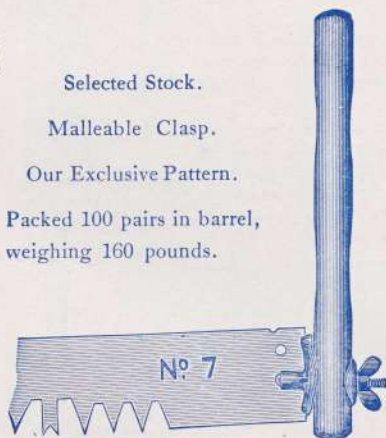 Selected Stock.
Malleable Clasp.
Our Exclusive Pattern.
Packed 100 pairs in barrel,
weighing 160 pounds.
Nº 7